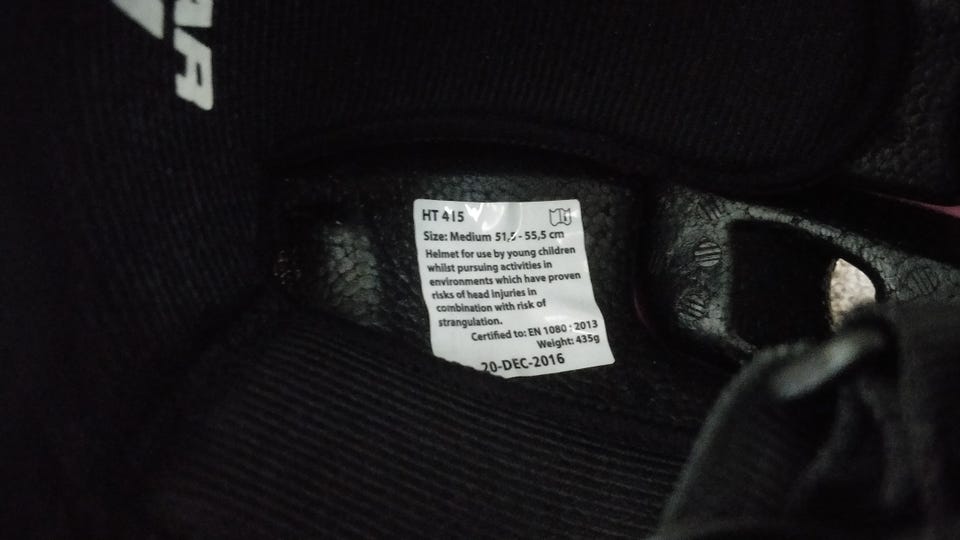 HT 415
Size: Medium 51,5 - 55,5 cm
Helmet for use by young children
whilst pursuing activities in
environments which have proven
risks of head injuries in
combination with risk of
strangulation.
Certified to: EN 1080 : 2013
Weight: 435g
20-DEC-2016